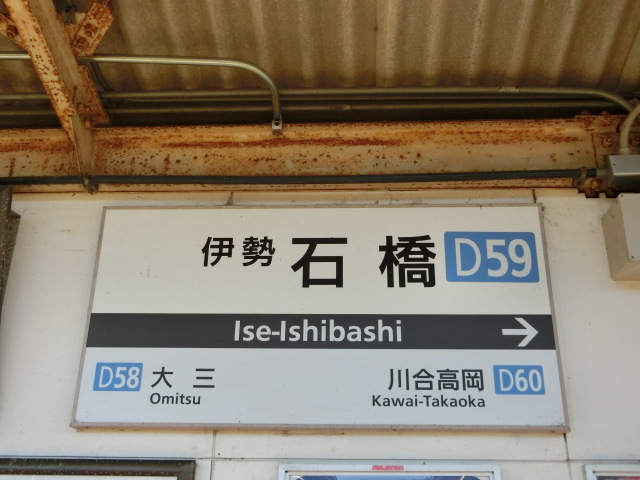 伊勢 石橋 D59
Ise-Ishibashi →
D58 大三 川合高岡 D60
Omitsu Kawai-Takaoka